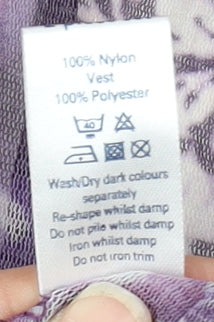 100% Nylon
Vest
100% Polyester
40
Wash/Dry dark colours
separately
Re-shape whilst damp
Do not pile whilst damp
Iron whilst damp
Do not iron trim